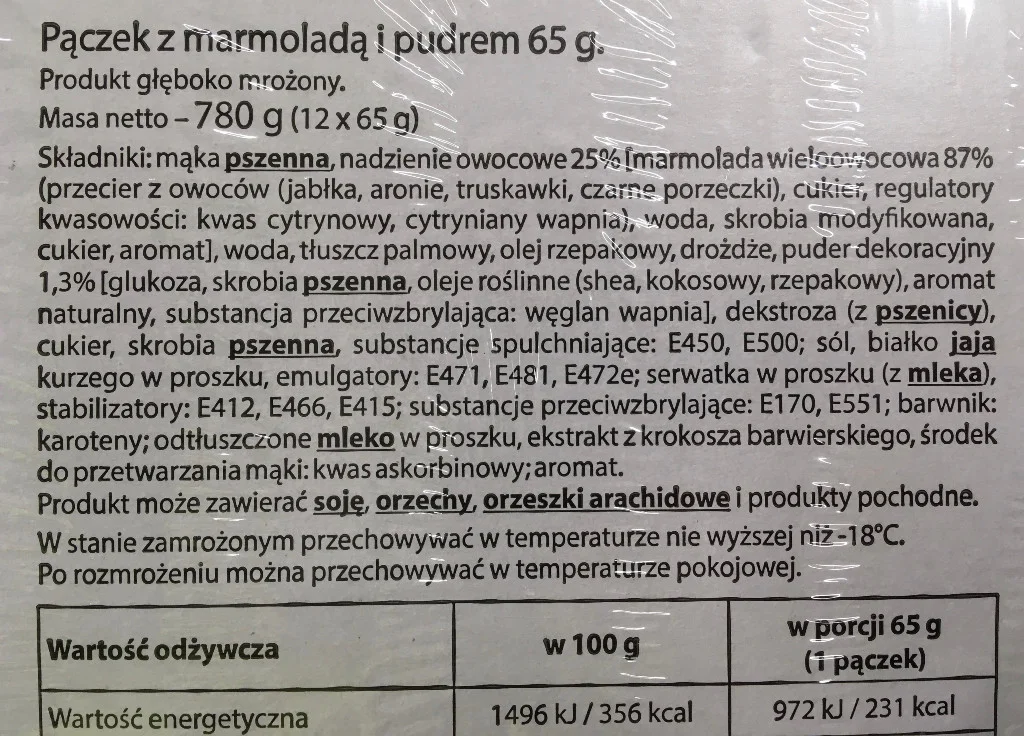 Pączek z marmoladą i pudrem 65 g.
Produkt głęboko mrożony.
Masa netto – 780 g (12 x 65 g)
Składniki: mąka pszenna, nadzienie owocowe 25% [marmolada wieloowocowa 87%
(przecier z owoców (jabłka, aronie, truskawki, czarne porzeczki), cukier, regulatory
kwasowości: kwas cytrynowy, cytryniany wapnia), woda, skrobia modyfikowana,
cukier, aromat], woda, tłuszcz palmowy, olej rzepakowy, drożdże, puder dekoracyjny
1,3% [glukoza, skrobia pszenna, oleje roślinne (shea, kokosowy, rzepakowy), aromat
naturalny, substancja przeciwzbrylająca: węglan wapnia], dekstroza (z pszenicy),
cukier, skrobia pszenna, substancje spulchniające: E450, E500; sól, białko jaja
kurzego w proszku, emulgatory: E471, E481, E472e; serwatka w proszku (z mleka),
stabilizatory: E412, E466, E415; substancje przeciwzbrylające: E170, E551; barwnik:
karoteny; odtłuszczone mleko w proszku, ekstrakt z krokosza barwierskiego, środek
do przetwarzania mąki: kwas askorbinowy; aromat.
Produkt może zawierać soję, orzechy, orzeszki arachidowe i produkty pochodne.
W stanie zamrożonym przechowywać w temperaturze nie wyższej niż -18°C.
Po rozmrożeniu można przechowywać w temperaturze pokojowej.
Wartość odżywcza w 100 g w porcji 65 g
(1 pączek)
Wartość energetyczna 1496 kJ / 356 kcal 972 kJ / 231 kcal